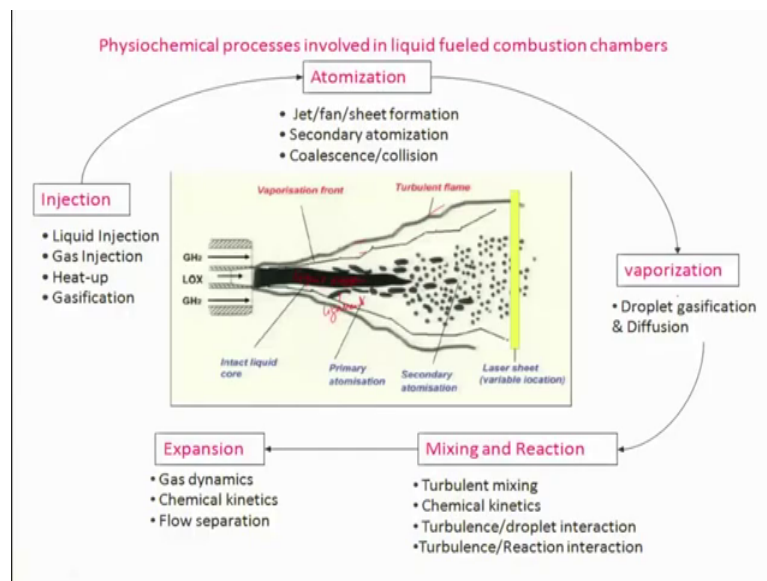 Physiochemical processes involved in liquid fueled combustion chambers
Atomization
• Jet/fan/sheet formation
• Secondary atomization
• Coalescence/collision
Injection
• Liquid Injection
• Gas Injection
• Heat-up
• Gasification
Vaporisation front
Turbulent flame
GH₂
LOX
GH₂
Intact liquid
core
Primary
atomisation
Secondary
atomisation
Laser sheet
(variable location)
vaporization
• Droplet gasification
& Diffusion
Expansion
• Gas dynamics
• Chemical kinetics
• Flow separation
Mixing and Reaction
• Turbulent mixing
• Chemical kinetics
• Turbulence/droplet interaction
•Turbulence/Reaction interaction